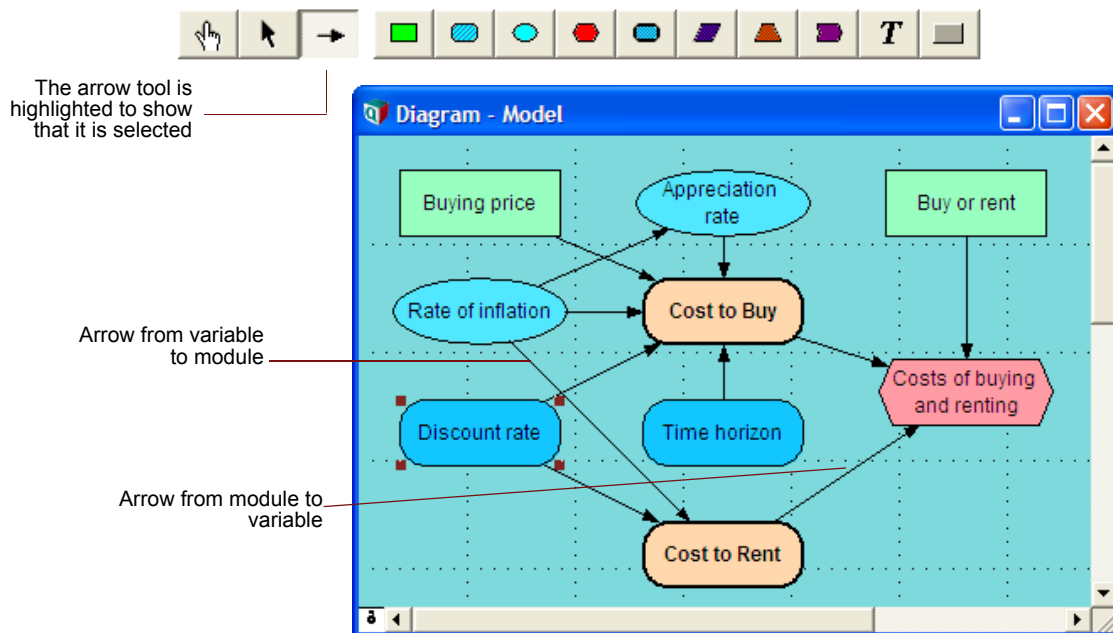 T
The arrow tool is
highlighted to show
that it is selected
Diagram - Model
Buying price
Appreciation
rate
Buy or rent
Rate of inflation
Cost to Buy
Arrow from variable
to module
Costs of buying
and renting
Discount rate
Time horizon
Arrow from module to
variable
Cost to Rent